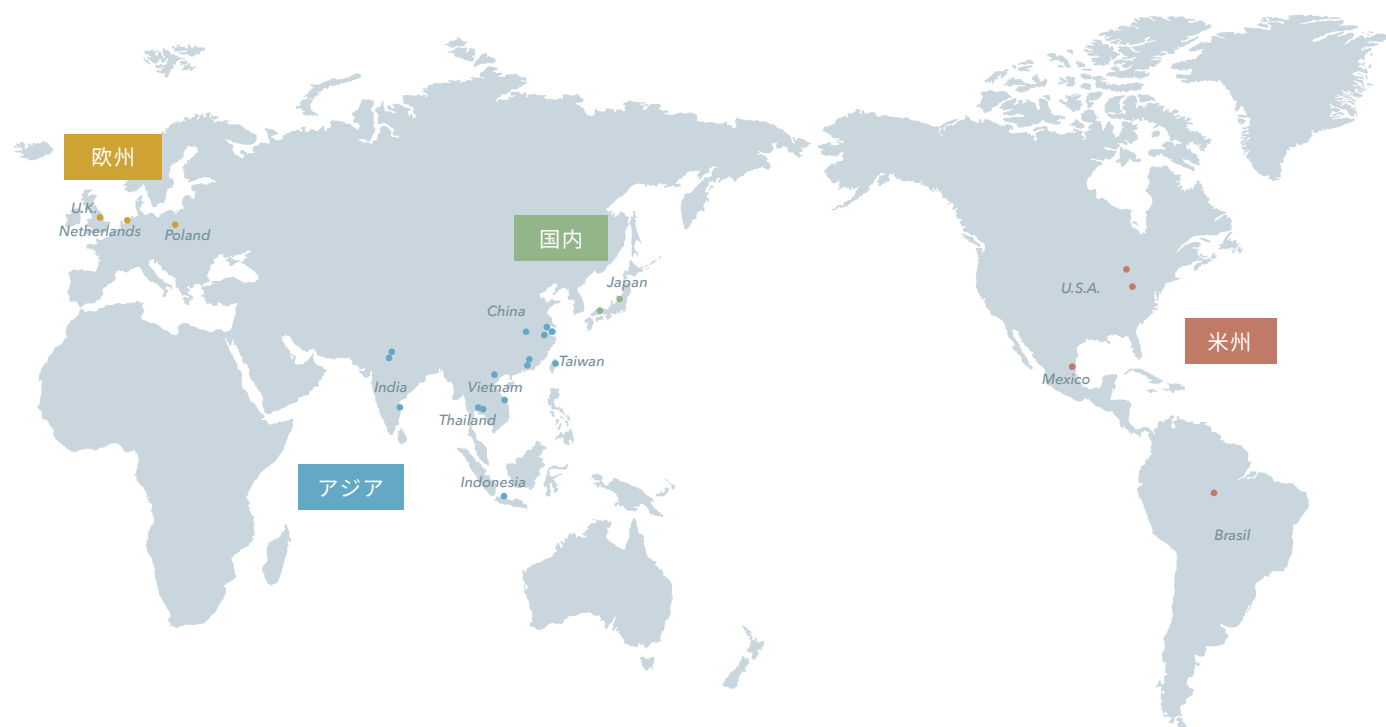 欧州
U.K.
Netherlands
Poland
国内
Japan
China
Taiwan
India
Vietnam
Thailand
アジア
Indonesia
U.S.A.
米州
Mexico
Brasil